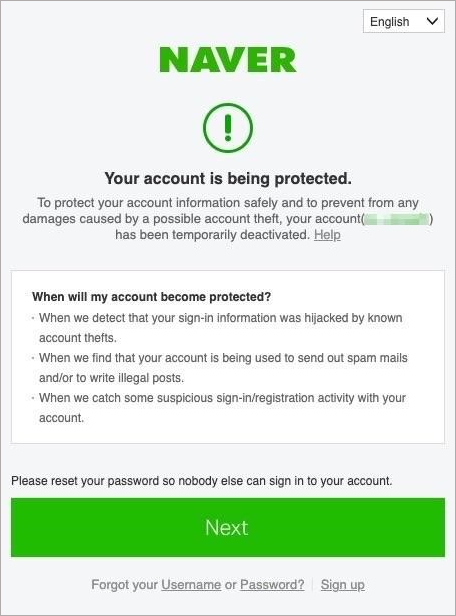 English
NAVER
Your account is being protected.
To protect your account information safely and to prevent from any
damages caused by a possible account theft, your account( )
has been temporarily deactivated. Help
When will my account become protected?
· When we detect that your sign-in information was hijacked by known
account thefts.
· When we find that your account is being used to send out spam mails
and/or to write illegal posts.
· When we catch some suspicious sign-in/registration activity with your
account.
Please reset your password so nobody else can sign in to your account.
Next
Forgot your Username or Password? | Sign up